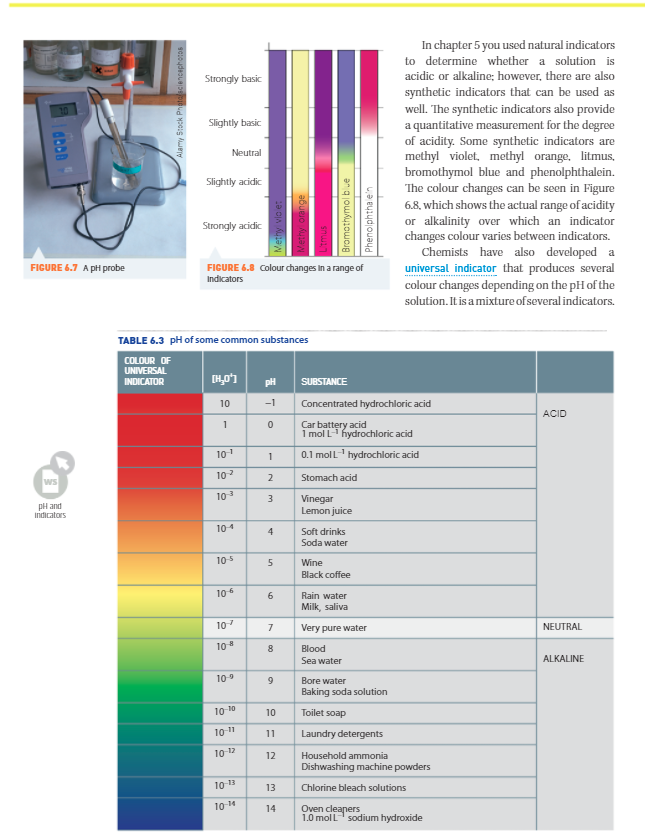 In chapter 5 you used natural indicators
to determine whether a solution is
acidic or alkaline; however, there are also
synthetic indicators that can be used as
well. The synthetic indicators also provide
a quantitative measurement for the degree
of acidity. Some synthetic indicators are
methyl violet, methyl orange, litmus,
bromothymol blue and phenolphthalein.
The colour changes can be seen in Figure
6.8, which shows the actual range of acidity
or alkalinity over which an indicator
changes colour varies between indicators.
Chemists have also developed a
universal indicator that produces several
colour changes depending on the pH of the
solution. It is a mixture of several indicators.
Alamy Stock Photo/sciencephotos
FIGURE 6.7 A pH probe
Strongly basic
Slightly basic
Neutral
Slightly acidic
Strongly acidic
Methyl violet
Methyl orange
Litmus
Bromothymol blue
Phenolphthalein
FIGURE 6.8 Colour changes in a range of
indicators
TABLE 6.3 pH of some common substances
COLOUR OF
UNIVERSAL
INDICATOR
[H₃O⁺]
pH
SUBSTANCE
10 −1 Concentrated hydrochloric acid
ACID
1 0 Car battery acid
1 mol L⁻¹ hydrochloric acid
10⁻¹ 1 0.1 mol L⁻¹ hydrochloric acid
10⁻² 2 Stomach acid
10⁻³ 3 Vinegar
Lemon juice
10⁻⁴ 4 Soft drinks
Soda water
10⁻⁵ 5 Wine
Black coffee
10⁻⁶ 6 Rain water
Milk, saliva
10⁻⁷ 7 Very pure water NEUTRAL
10⁻⁸ 8 Blood
Sea water
ALKALINE
10⁻⁹ 9 Bore water
Baking soda solution
10⁻¹⁰ 10 Toilet soap
10⁻¹¹ 11 Laundry detergents
10⁻¹² 12 Household ammonia
Dishwashing machine powders
10⁻¹³ 13 Chlorine bleach solutions
10⁻¹⁴ 14 Oven cleaners
1.0 mol L⁻¹ sodium hydroxide
WS
pH and
indicators